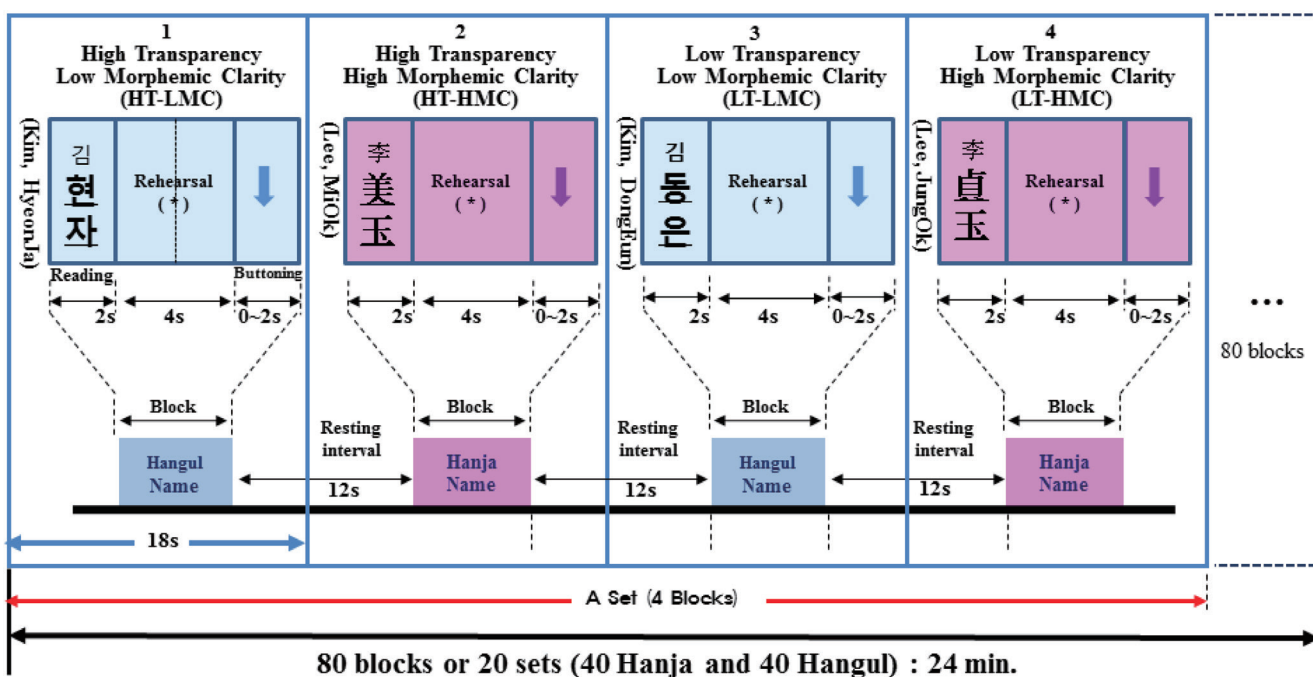 1
High Transparency
Low Morphemic Clarity
(HT-LMC)
(Kim, HyeonJa)
김
현
자
Rehearsal
( * )
Reading
Buttoning
2s
4s
0~2s
Block
Hangul
Name
18s
2
High Transparency
High Morphemic Clarity
(HT-HMC)
(Lee, MiOk)
李
美
玉
Rehearsal
( * )
2s
4s
0~2s
Resting
interval
12s
Block
Hanja
Name
3
Low Transparency
Low Morphemic Clarity
(LT-LMC)
(Kim, DongEun)
김
동
은
Rehearsal
( * )
2s
4s
0~2s
Resting
interval
12s
Block
Hangul
Name
4
Low Transparency
High Morphemic Clarity
(LT-HMC)
(Lee, JungOk)
李
貞
玉
Rehearsal
( * )
2s
4s
0~2s
Resting
interval
12s
Block
Hanja
Name
...
80 blocks
A Set (4 Blocks)
80 blocks or 20 sets (40 Hanja and 40 Hangul) : 24 min.